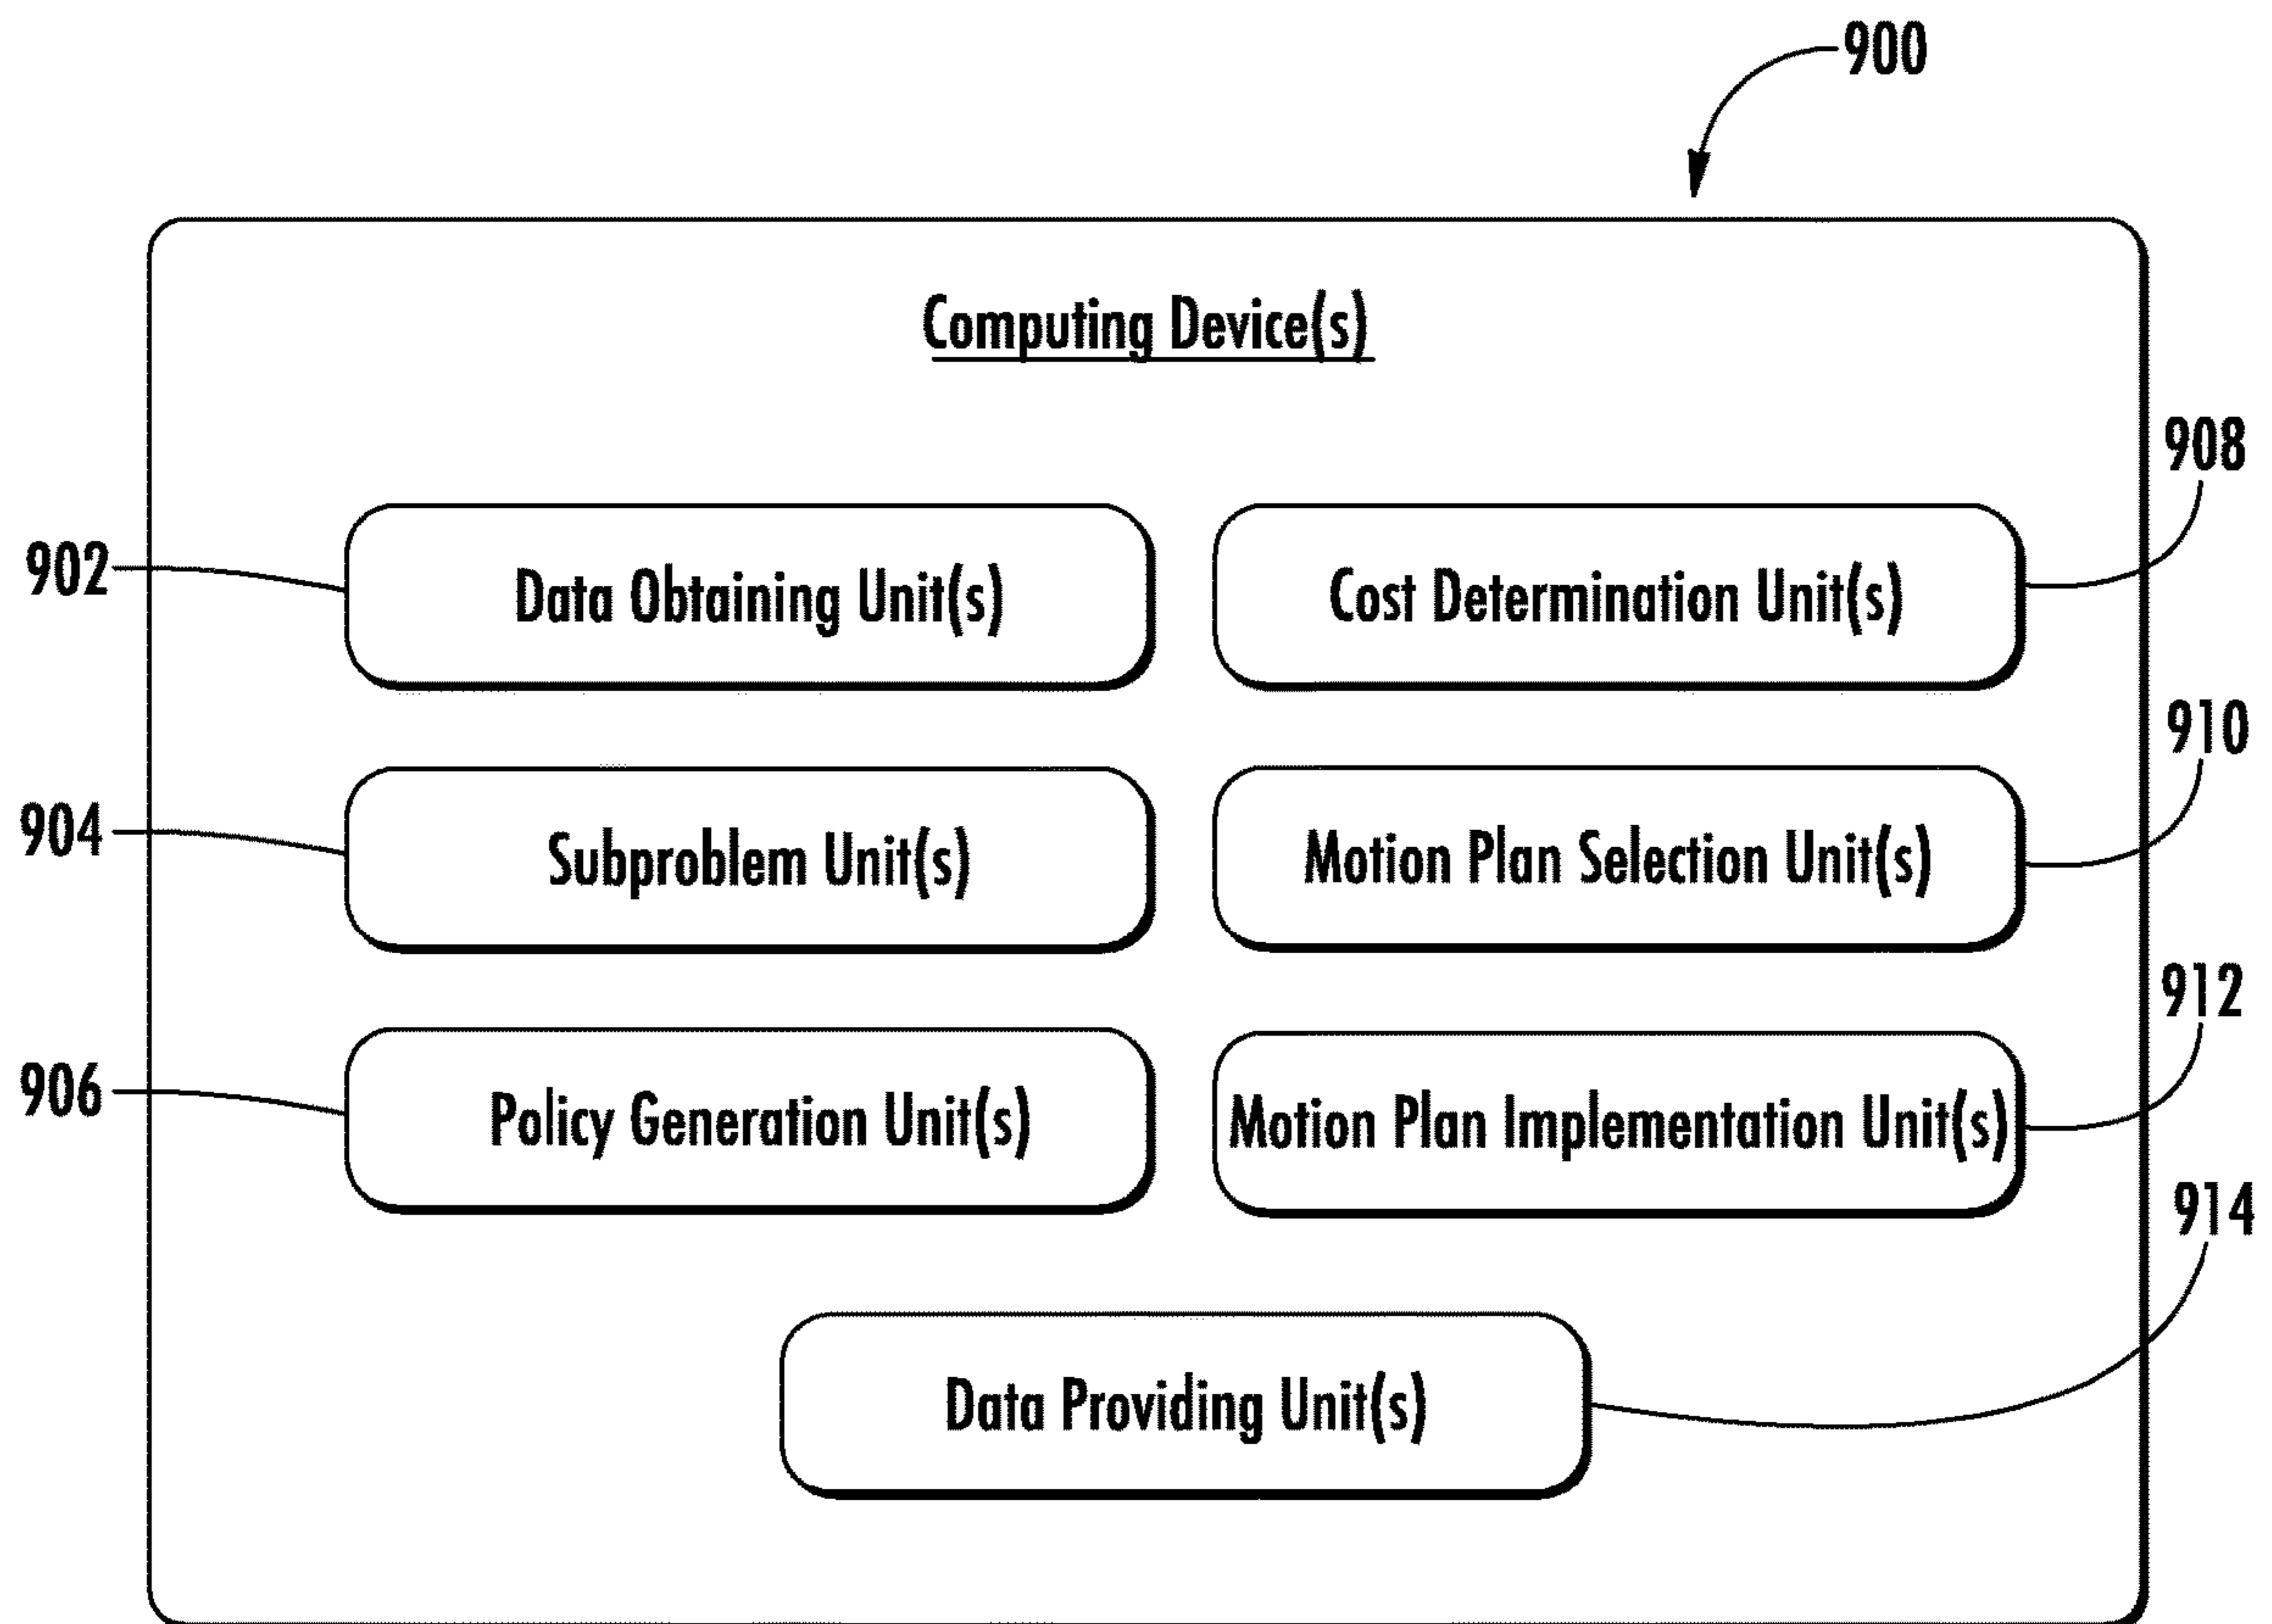 900
Computing Device(s)
908
902
Data Obtaining Unit(s)
Cost Determination Unit(s)
910
904
Subproblem Unit(s)
Motion Plan Selection Unit(s)
912
906
Policy Generation Unit(s)
Motion Plan Implementation Unit(s)
914
Data Providing Unit(s)